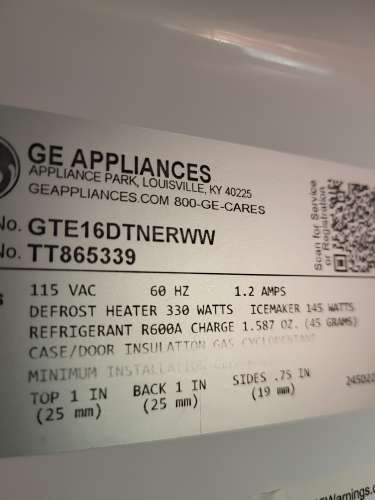 GE APPLIANCES
APPLIANCE PARK, LOUISVILLE, KY 40225
GEAPPLIANCES.COM 800-GE-CARES
No. GTE16DTNERWW
No. TT865339
Scan for Service
or Registration
115 VAC 60 HZ 1.2 AMPS
DEFROST HEATER 330 WATTS ICEMAKER 145 WATTS
REFRIGERANT R600A CHARGE 1.587 OZ. (45 GRAMS)
CASE/DOOR INSULATION GAS CYCLOPENTANE
MINIMUM INSTALLATION
TOP 1 IN BACK 1 IN SIDES .75 IN
(25 mm) (25 mm) (19 mm)
Warnings.c